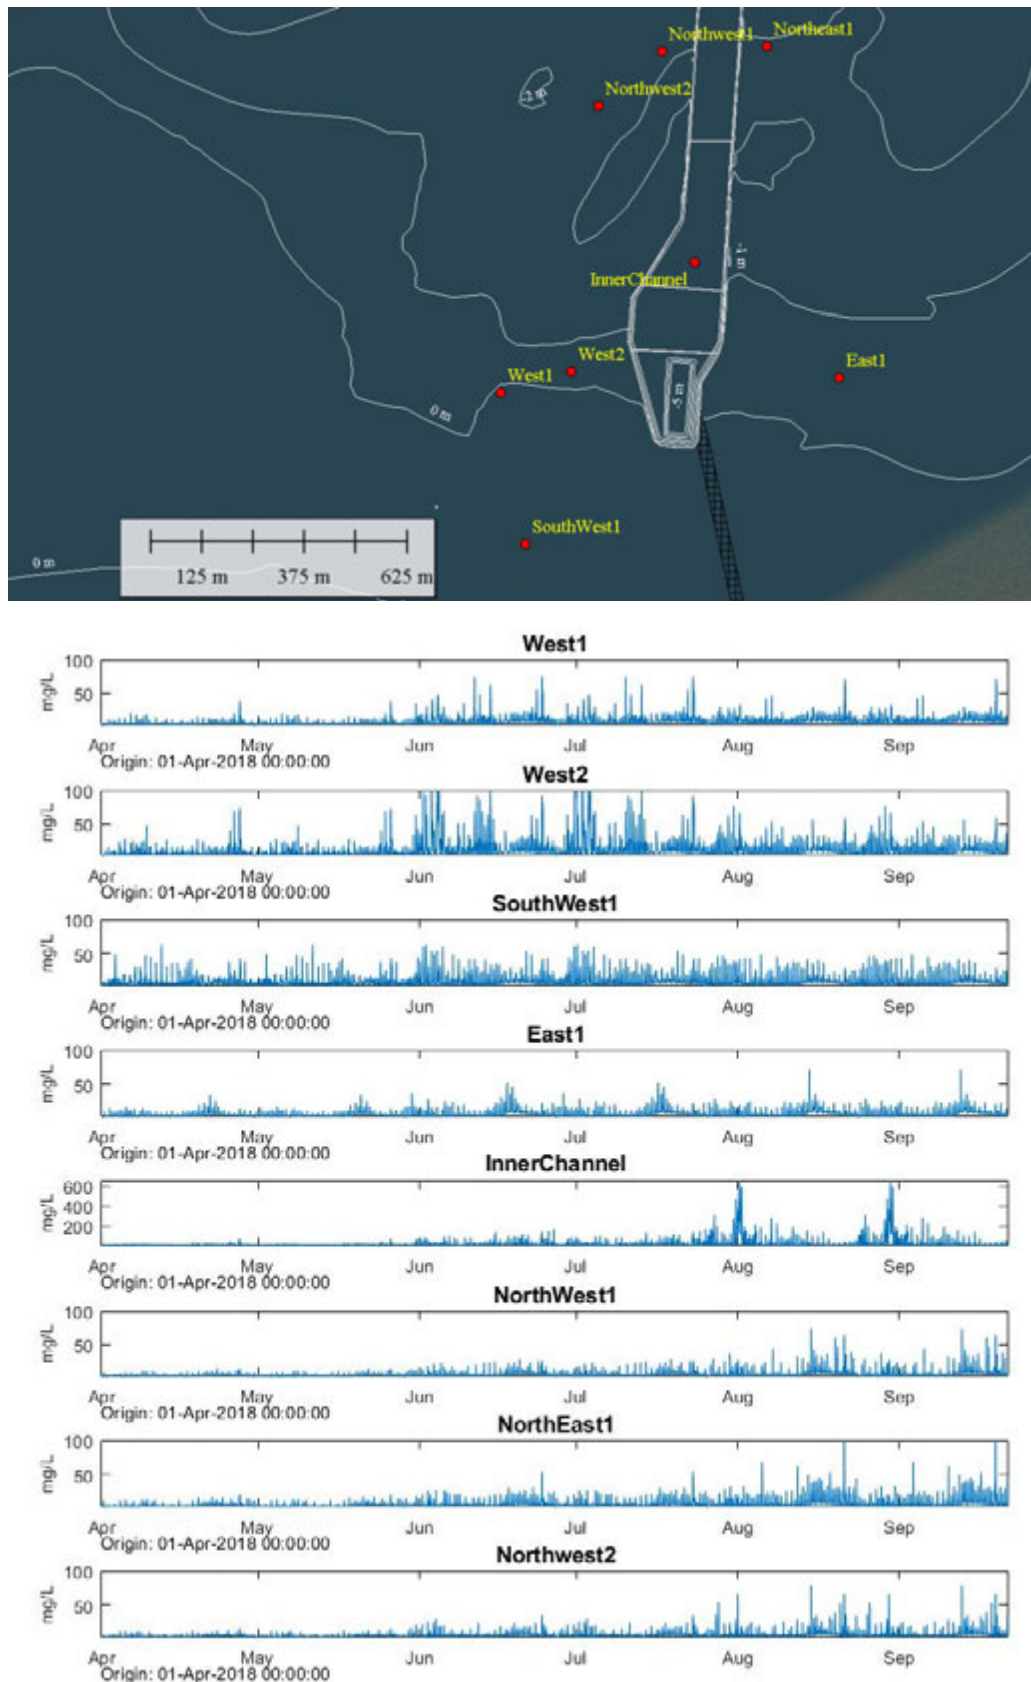 Northwest1
Northeast1
Northwest2
-2 m
-1 m
InnerChannel
West2
West1
East1
-5 m
0 m
SouthWest1
0 m
125 m 375 m 625 m
West1
mg/L
100
50
Apr May Jun Jul Aug Sep
Origin: 01-Apr-2018 00:00:00
West2
mg/L
100
50
Apr May Jun Jul Aug Sep
Origin: 01-Apr-2018 00:00:00
SouthWest1
mg/L
100
50
Apr May Jun Jul Aug Sep
Origin: 01-Apr-2018 00:00:00
East1
mg/L
100
50
Apr May Jun Jul Aug Sep
Origin: 01-Apr-2018 00:00:00
InnerChannel
mg/L
600
400
200
Apr May Jun Jul Aug Sep
Origin: 01-Apr-2018 00:00:00
NorthWest1
mg/L
100
50
Apr May Jun Jul Aug Sep
Origin: 01-Apr-2018 00:00:00
NorthEast1
mg/L
100
50
Apr May Jun Jul Aug Sep
Origin: 01-Apr-2018 00:00:00
Northwest2
mg/L
100
50
Apr May Jun Jul Aug Sep
Origin: 01-Apr-2018 00:00:00